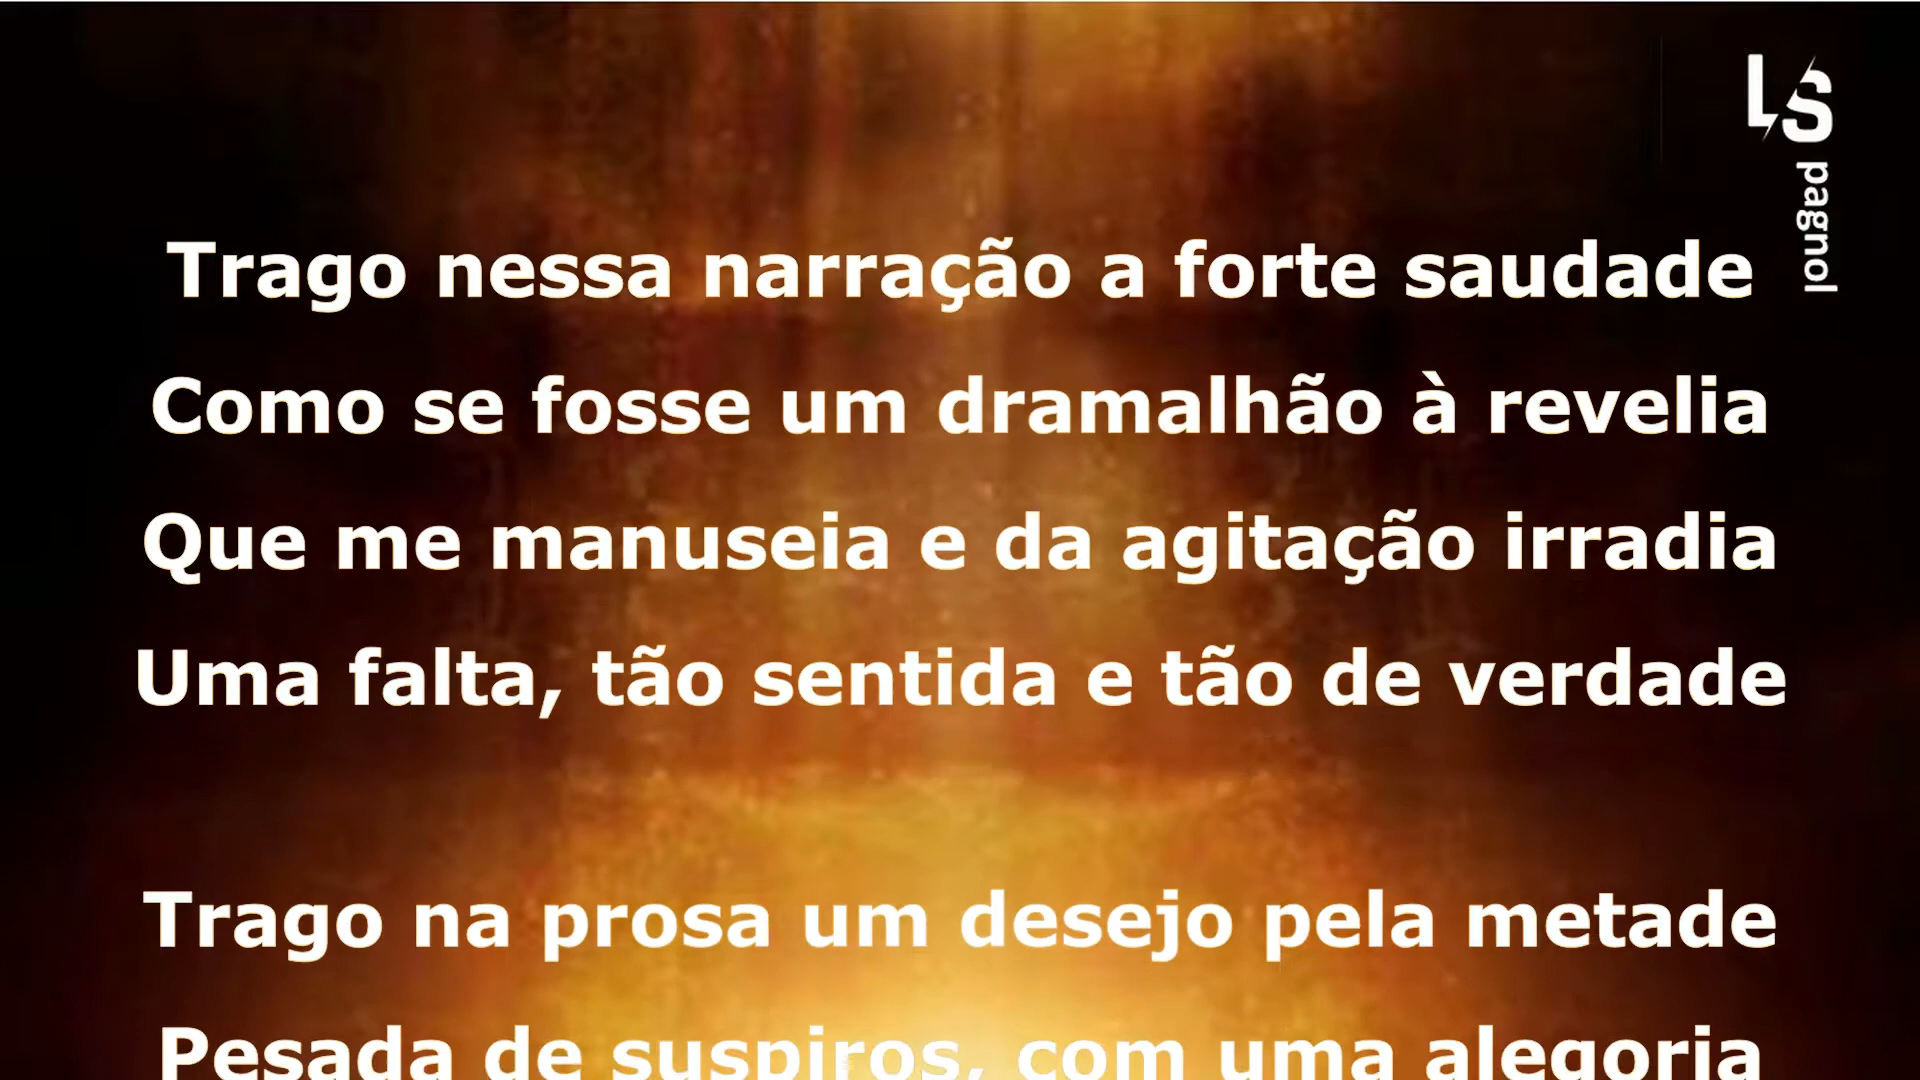 LS
pagnol
Trago nessa narração a forte saudade
Como se fosse um dramalhão à revelia
Que me manuseia e da agitação irradia
Uma falta, tão sentida e tão de verdade
Trago na prosa um desejo pela metade
Pesada de suspiros, com uma alegoria